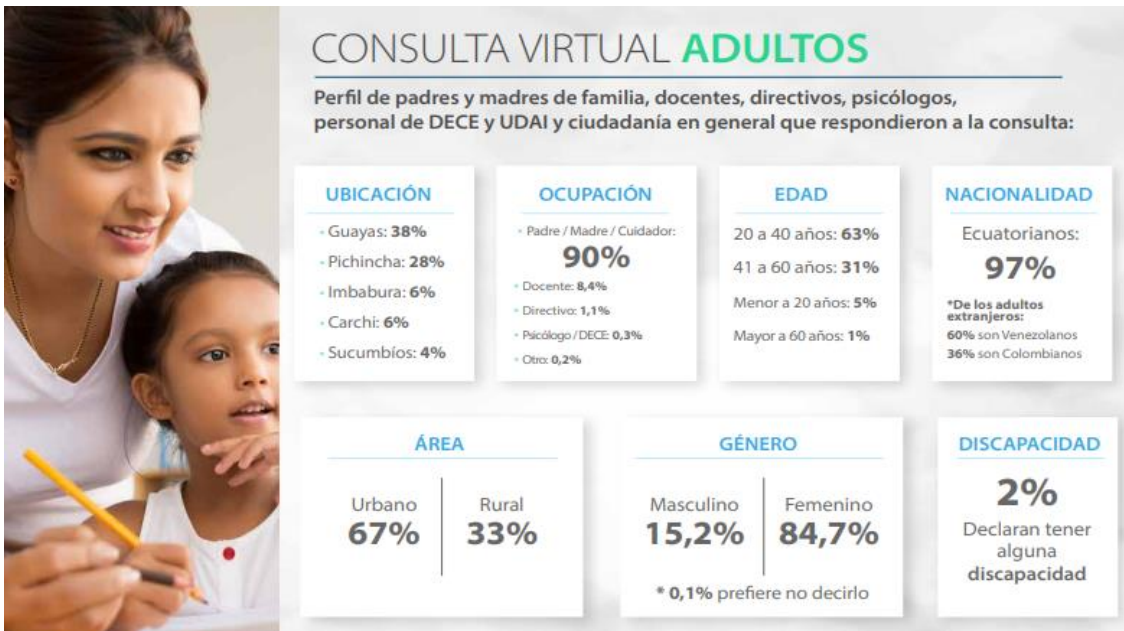 CONSULTA VIRTUAL ADULTOS
Perfil de padres y madres de familia, docentes, directivos, psicólogos,
personal de DECE y UDAI y ciudadanía en general que respondieron a la consulta:
UBICACIÓN
Guayas: 38%
Pichincha: 28%
Imbabura: 6%
Carchi: 6%
Sucumbíos: 4%
OCUPACIÓN
Padre / Madre / Cuidador:
90%
Docente: 8,4%
Directivo: 1,1%
Psicólogo / DECE: 0,3%
Otro: 0,2%
EDAD
20 a 40 años: 63%
41 a 60 años: 31%
Menor a 20 años: 5%
Mayor a 60 años: 1%
NACIONALIDAD
Ecuatorianos:
97%
*De los adultos
extranjeros:
60% son Venezolanos
36% son Colombianos
ÁREA
Urbano
67%
Rural
33%
GÉNERO
Masculino
15,2%
Femenino
84,7%
* 0,1% prefiere no decirlo
DISCAPACIDAD
2%
Declaran tener
alguna
discapacidad